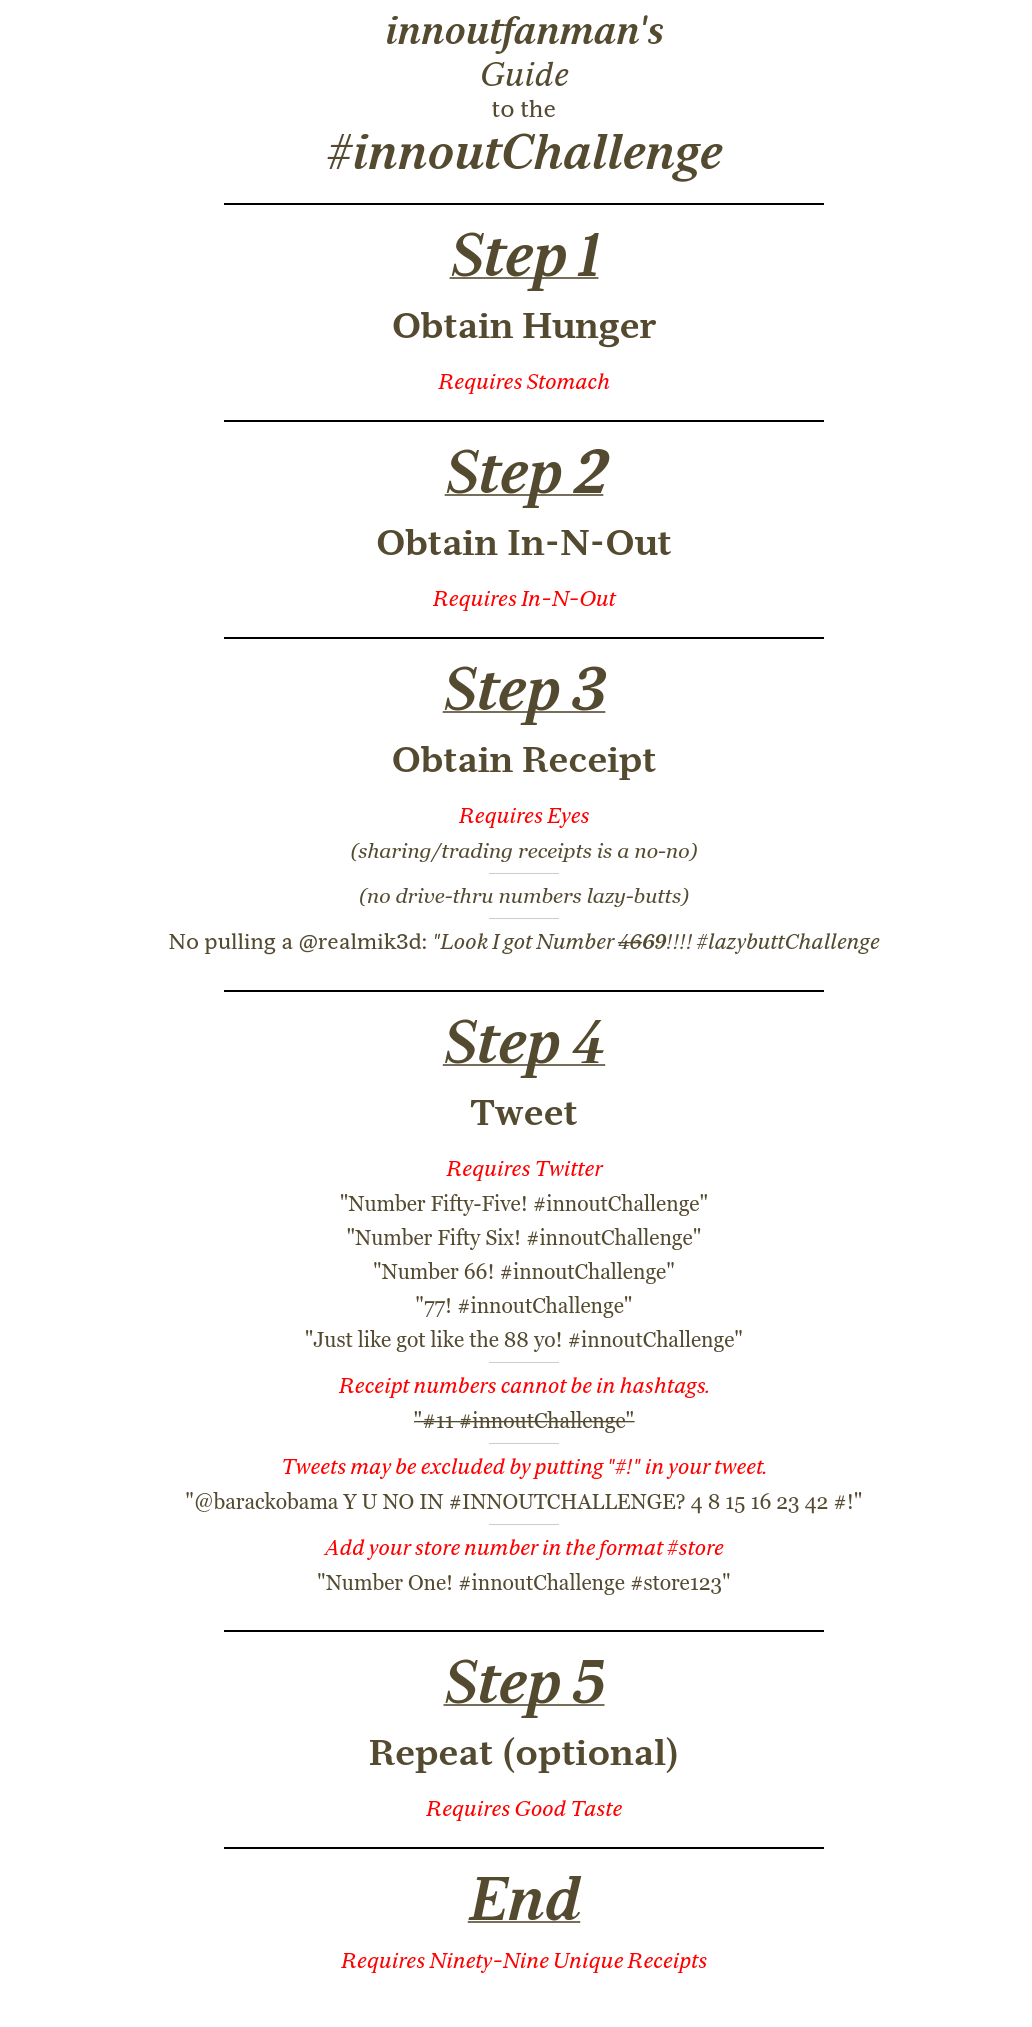 innoutfanman's
Guide
to the
#innoutChallenge
Step 1
Obtain Hunger
Requires Stomach
Step 2
Obtain In-N-Out
Requires In-N-Out
Step 3
Obtain Receipt
Requires Eyes
(sharing/trading receipts is a no-no)
(no drive-thru numbers lazy-butts)
No pulling a @realmik3d: "Look I got Number 4669!!!! #lazybuttChallenge
Step 4
Tweet
Requires Twitter
"Number Fifty-Five! #innoutChallenge"
"Number Fifty Six! #innoutChallenge"
"Number 66! #innoutChallenge"
"77! #innoutChallenge"
"Just like got like the 88 yo! #innoutChallenge"
Receipt numbers cannot be in hashtags.
"#11 #innoutChallenge"
Tweets may be excluded by putting "#!" in your tweet.
"@barackobama Y U NO IN #INNOUTCHALLENGE? 4 8 15 16 23 42 #!"
Add your store number in the format #store
"Number One! #innoutChallenge #store123"
Step 5
Repeat (optional)
Requires Good Taste
End
Requires Ninety-Nine Unique Receipts